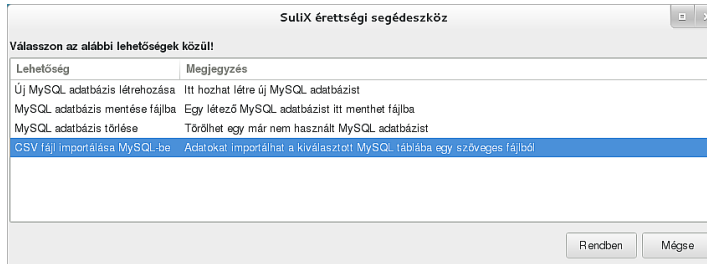 SuliX érettségi segédeszköz
Válasszon az alábbi lehetőségek közül!
Lehetőség Megjegyzés
Új MySQL adatbázis létrehozása Itt hozhat létre új MySQL adatbázist
MySQL adatbázis mentése fájlba Egy létező MySQL adatbázist itt menthet fájlba
MySQL adatbázis törlése Törölhet egy már nem használt MySQL adatbázist
CSV fájl importálása MySQL-be Adatokat importálhat a kiválasztott MySQL táblába egy szöveges fájlból
Rendben Mégse